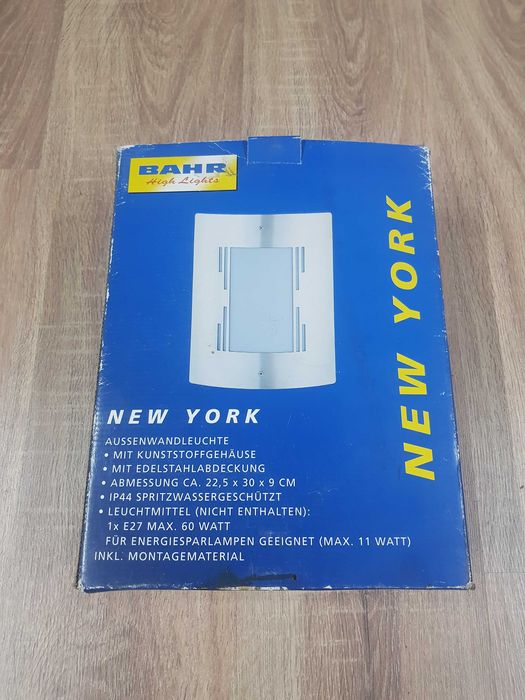 BAHR
High Lights
NEW YORK
NEW YORK
AUSSENWANDLEUCHTE
• MIT KUNSTSTOFFGEHÄUSE
• MIT EDELSTAHLABDECKUNG
• ABMESSUNG CA. 22,5 x 30 x 9 CM
• IP44 SPRITZWASSERGESCHÜTZT
• LEUCHTMITTEL (NICHT ENTHALTEN):
1x E27 MAX. 60 WATT
FÜR ENERGIESPARLAMPEN GEEIGNET (MAX. 11 WATT)
INKL. MONTAGEMATERIAL